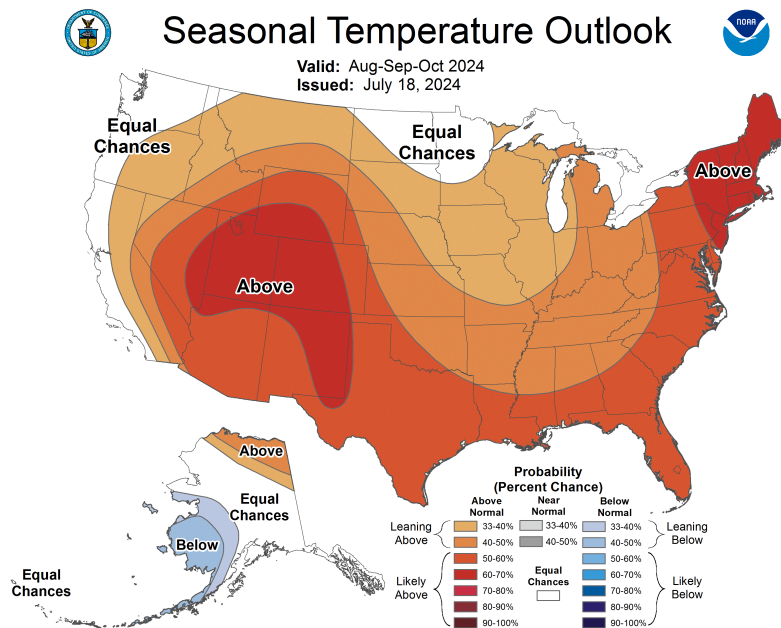 Seasonal Temperature Outlook
NOAA
Valid: Aug-Sep-Oct 2024
Issued: July 18, 2024
Equal
Chances
Equal
Chances
Above
Above
Above
Equal
Chances
Below
Equal
Chances
Probability
(Percent Chance)
Above
Normal
Near
Normal
Below
Normal
Leaning
Above
33-40%
40-50%
33-40%
40-50%
33-40%
40-50%
Leaning
Below
Likely
Above
50-60%
60-70%
70-80%
80-90%
90-100%
Equal
Chances
50-60%
60-70%
70-80%
80-90%
90-100%
Likely
Below